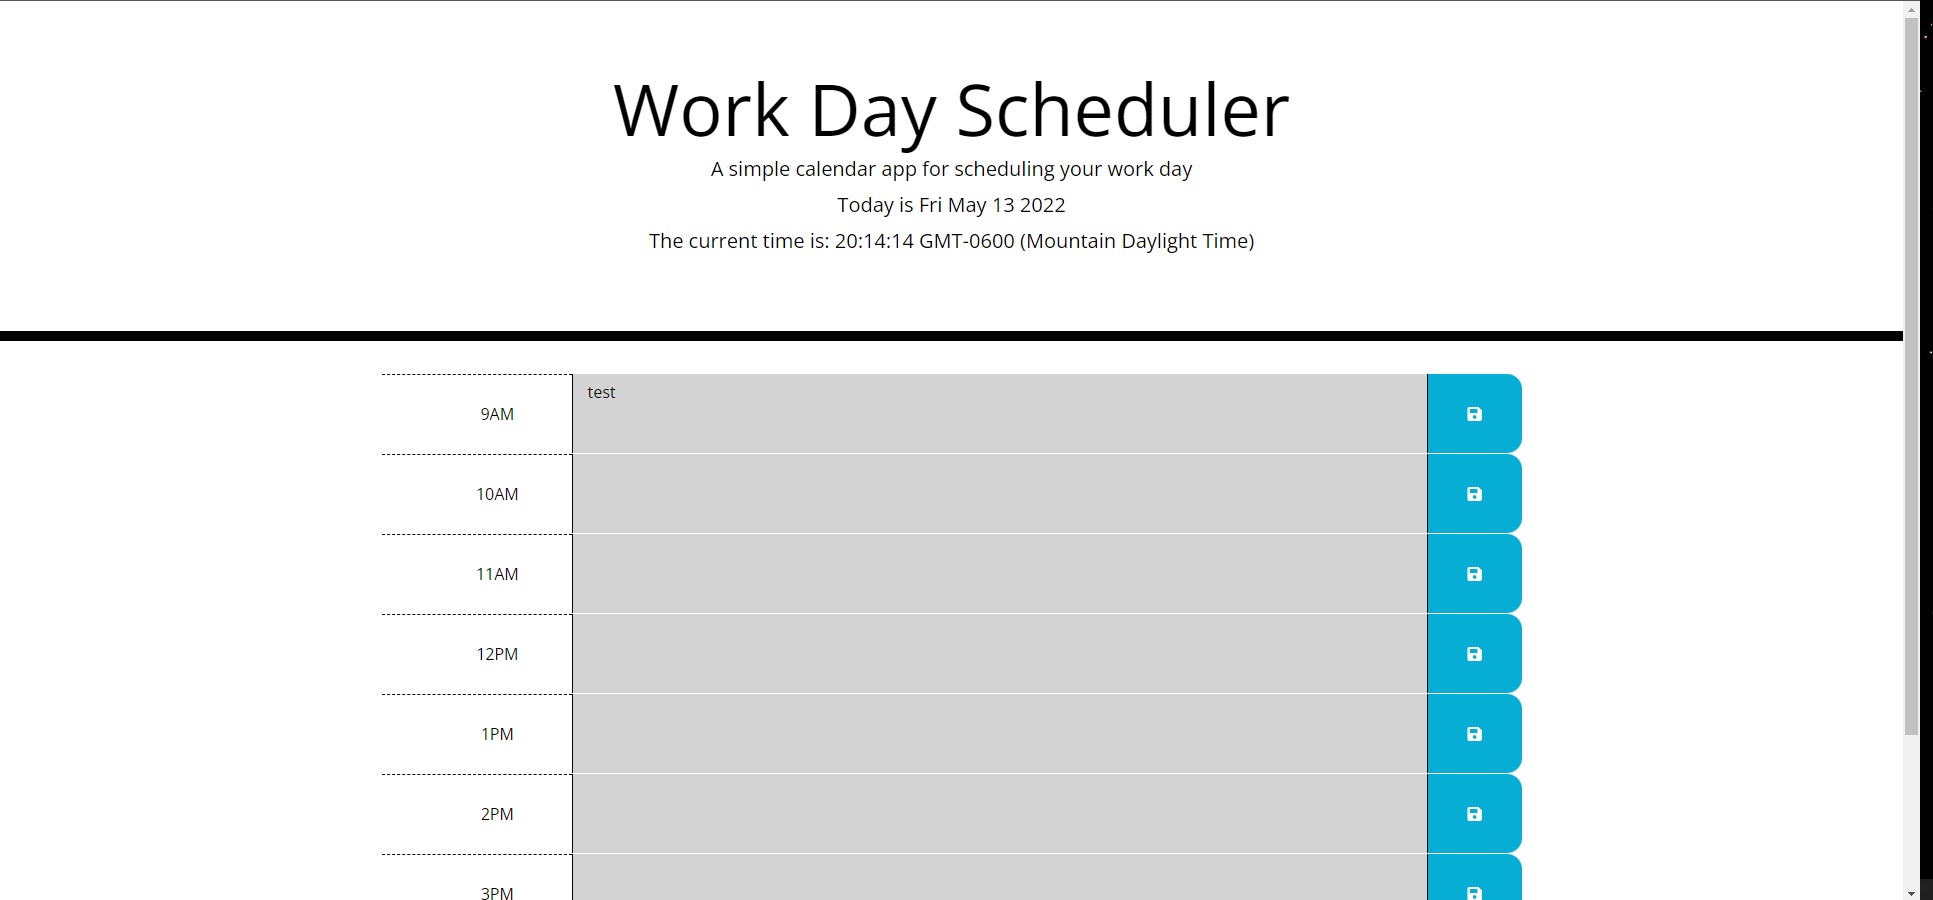 Work Day Scheduler
A simple calendar app for scheduling your work day
Today is Fri May 13 2022
The current time is: 20:14:14 GMT-0600 (Mountain Daylight Time)
9AM test
10AM
11AM
12PM
1PM
2PM
3PM